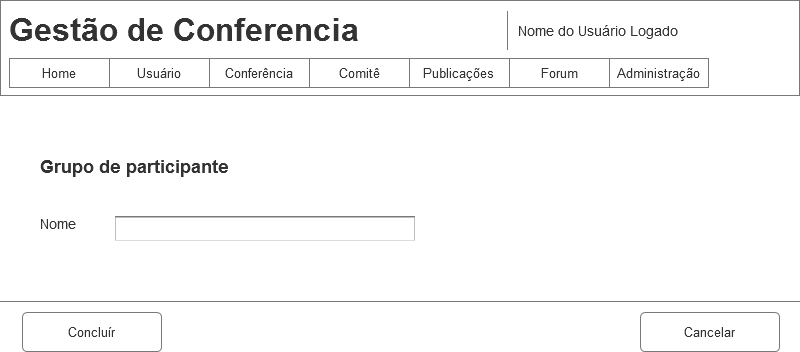 Gestão de Conferencia
Nome do Usuário Logado
Home Usuário Conferência Comitê Publicações Forum Administração
Grupo de participante
Nome
Concluír Cancelar